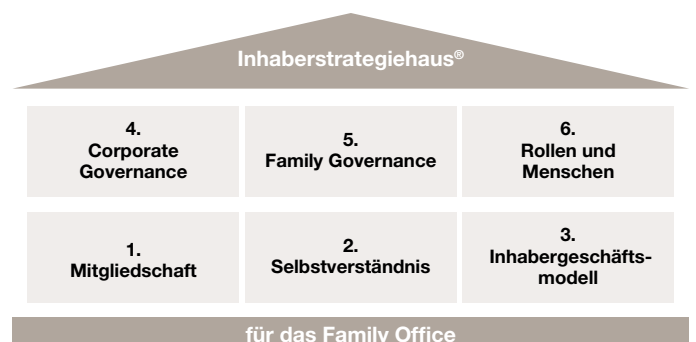 Inhaberstrategiehaus®
4.
Corporate
Governance
5.
Family Governance
6.
Rollen und
Menschen
1.
Mitgliedschaft
2.
Selbstverständnis
3.
Inhabergeschäfts-
modell
für das Family Office